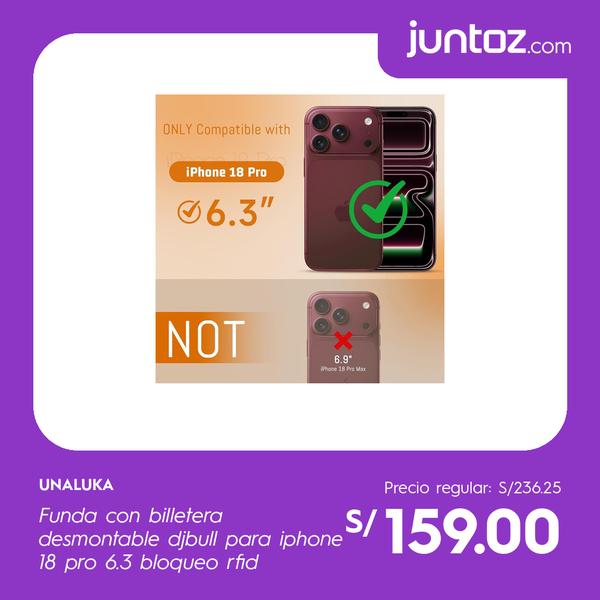 juntoz.com
ONLY Compatible with
iPhone 18 Pro
6.3"
NOT
6.9"
iPhone 18 Pro Max
UNALUKA
Funda con billetera
desmontable djbull para iphone
18 pro 6.3 bloqueo rfid
Precio regular: S/236.25
S/159.00